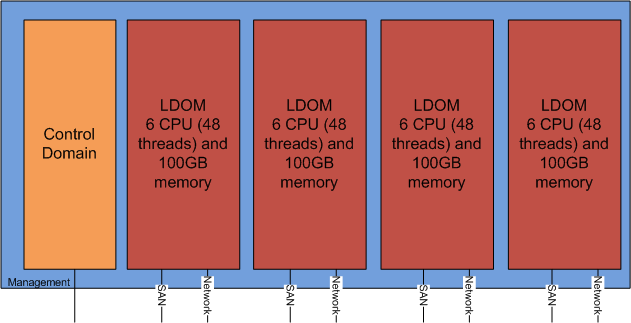 Control
Domain
LDOM
6 CPU (48
threads) and
100GB
memory
LDOM
6 CPU (48
threads) and
100GB
memory
LDOM
6 CPU (48
threads) and
100GB
memory
LDOM
6 CPU (48
threads) and
100GB
memory
Management
SAN
Network
SAN
Network
SAN
Network
SAN
Network